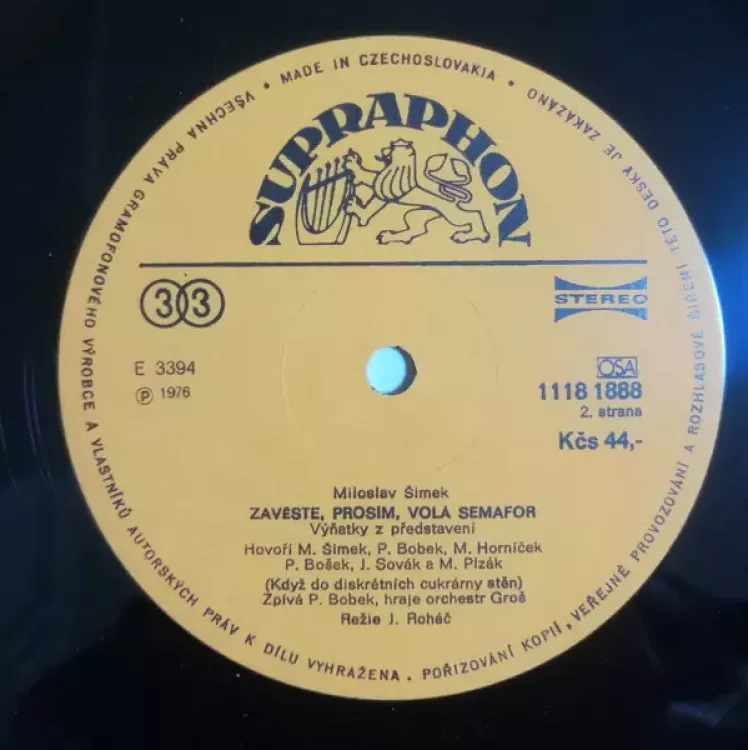 VŠECHNA PRÁVA GRAMOFONOVÉHO VÝROBCE A VLASTNÍKŮ AUTORSKÝCH PRÁV K DÍLU VYHRAŽENA. POŘIZOVÁNÍ KOPIÍ, VEŘEJNÉ PROVOZOVÁNÍ A ROZHLASOVÉ ŠÍŘENÍ TÉTO DESKY JE ZAKÁZÁNO • MADE IN CZECHOSLOVAKIA •
SUPRAPHON
33
STEREO
E 3394
Ⓟ 1976
OSA
1118 1888
2. strana
Kčs 44,-
Miloslav Šimek
ZAVĚSTE, PROSÍM, VOLÁ SEMAFOR
Výňatky z představení
Hovoří M. Šimek, P. Bobek, M. Horníček
P. Bošek, J. Sovák a M. Plzák
(Když do diskrétních cukrárny stěn)
Zpívá P. Bobek, hraje orchestr Groš
Režie J. Roháč